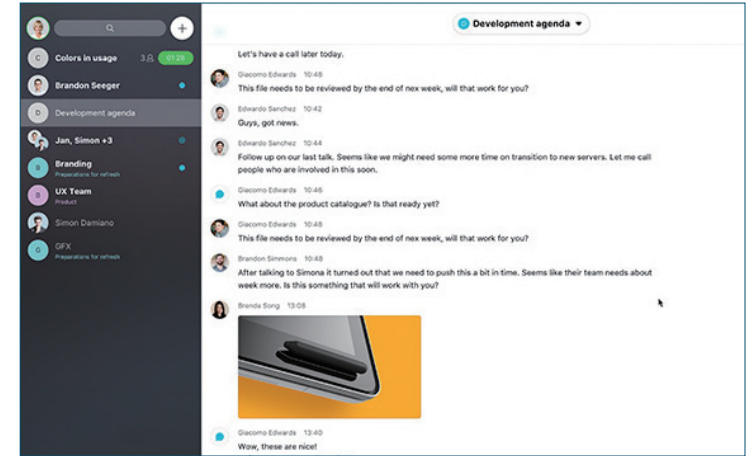 Development agenda
C
Colors in usage
3
01:28
Brandon Seeger
D
Development agenda
Jan, Simon +3
B
Branding
Preparations for refresh
B
UX Team
Product
Simon Damiano
G
GFX
Preparations for refresh
Let's have a call later today.
Giacomo Edwards 10:48
This file needs to be reviewed by the end of nex week, will that work for you?
Edwardo Sanchez 10:42
Guys, got news.
Edwardo Sanchez 10:44
Follow up on our last talk. Seems like we might need some more time on transition to new servers. Let me call
people who are involved in this soon.
Giacomo Edwards 10:46
What about the product catalogue? Is that ready yet?
Giacomo Edwards 10:48
This file needs to be reviewed by the end of nex week, will that work for you?
Brandon Simmons 10:48
After talking to Simona it turned out that we need to push this a bit in time. Seems like their team needs about
week more. Is this something that will work with you?
Brenda Song 13:08
Giacomo Edwards 13:40
Wow, these are nice!